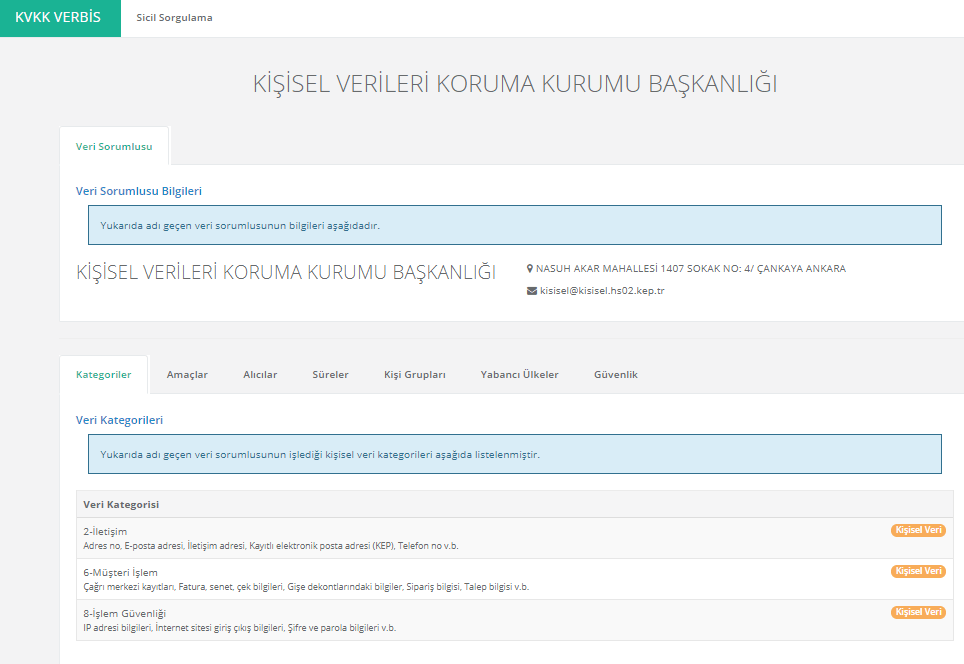 KVKK VERBİS
Sicil Sorgulama
KİŞİSEL VERİLERİ KORUMA KURUMU BAŞKANLIĞI
Veri Sorumlusu
Veri Sorumlusu Bilgileri
Yukarıda adı geçen veri sorumlusunun bilgileri aşağıdadır.
KİŞİSEL VERİLERİ KORUMA KURUMU BAŞKANLIĞI
NASUH AKAR MAHALLESİ 1407 SOKAK NO: 4/ ÇANKAYA ANKARA
kisisel@kisisel.hs02.kep.tr
Kategoriler Amaçlar Alıcılar Süreler Kişi Grupları Yabancı Ülkeler Güvenlik
Veri Kategorileri
Yukarıda adı geçen veri sorumlusunun işlediği kişisel veri kategorileri aşağıda listelenmiştir.
Veri Kategorisi
2-İletişim Kişisel Veri
Adres no, E-posta adresi, İletişim adresi, Kayıtlı elektronik posta adresi (KEP), Telefon no v.b.
6-Müşteri İşlem Kişisel Veri
Çağrı merkezi kayıtları, Fatura, senet, çek bilgileri, Gişe dekontlarındaki bilgiler, Sipariş bilgisi, Talep bilgisi v.b.
8-İşlem Güvenliği Kişisel Veri
IP adresi bilgileri, İnternet sitesi giriş çıkış bilgileri, Şifre ve parola bilgileri v.b.